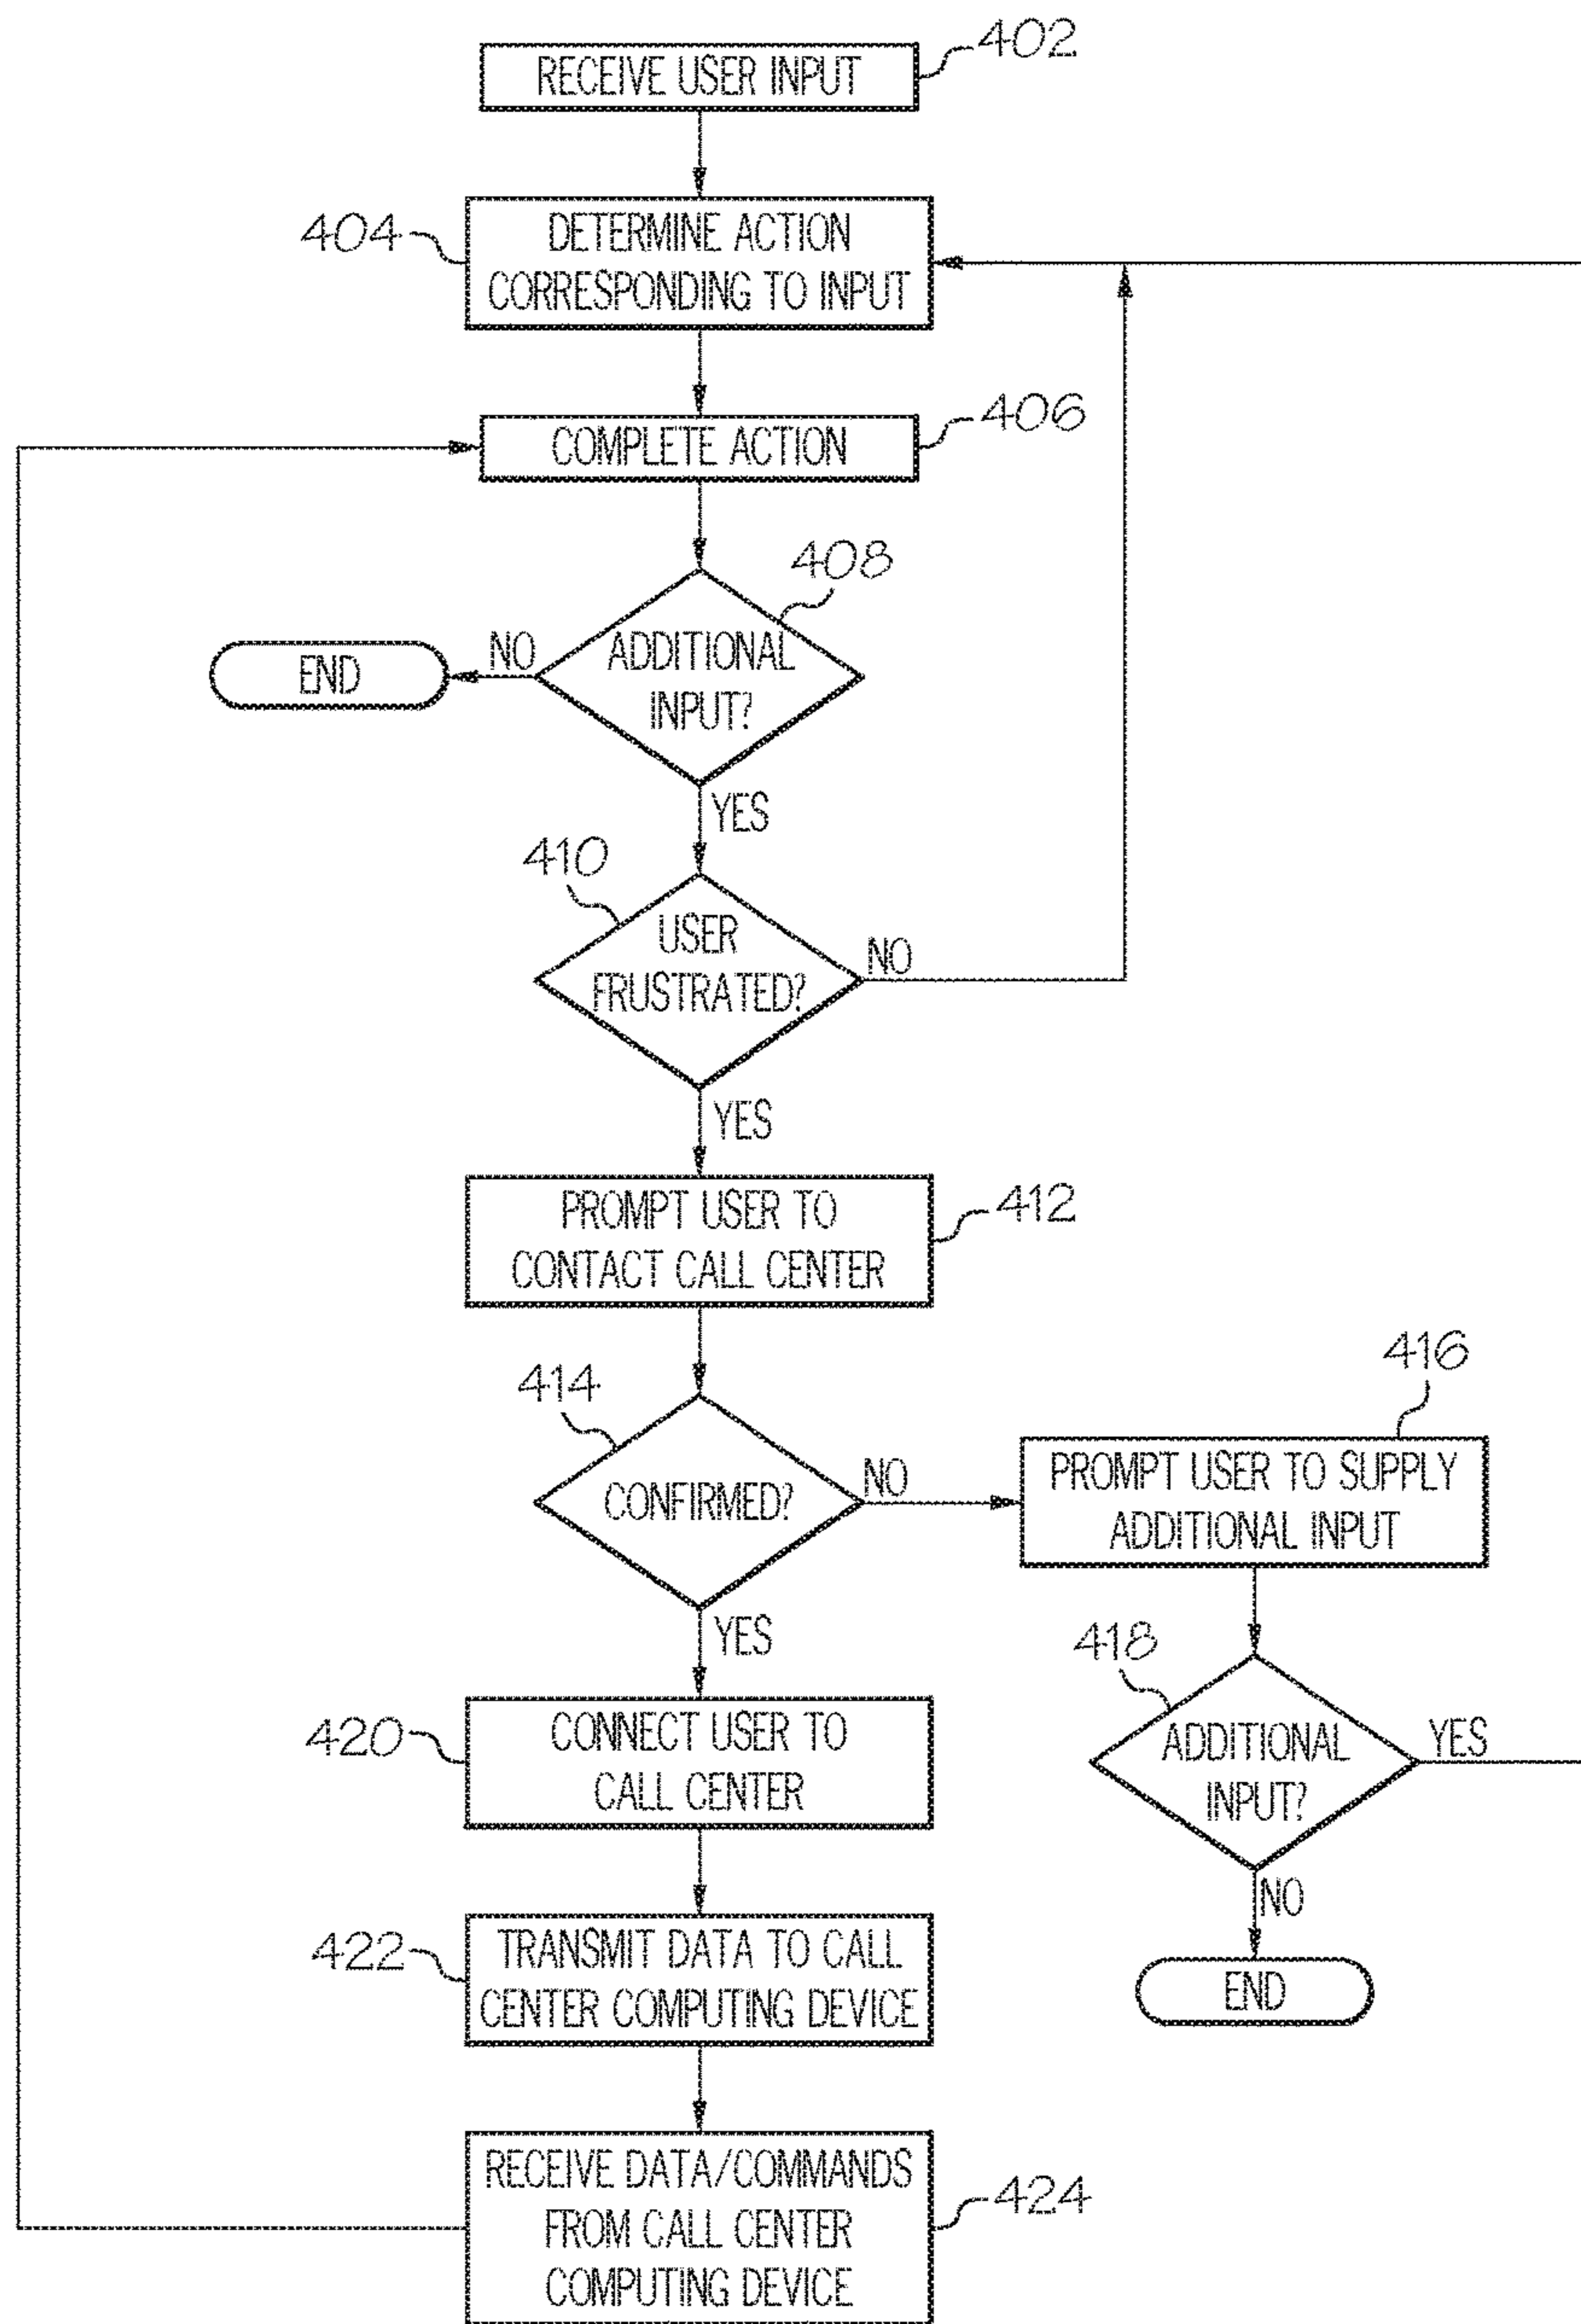 402
RECEIVE USER INPUT
404
DETERMINE ACTION
CORRESPONDING TO INPUT
406
COMPLETE ACTION
408
ADDITIONAL
INPUT?
NO
END
YES
410
USER
FRUSTRATED?
NO
YES
412
PROMPT USER TO
CONTACT CALL CENTER
414
CONFIRMED?
NO
416
PROMPT USER TO SUPPLY
ADDITIONAL INPUT
YES
418
ADDITIONAL
INPUT?
YES
NO
END
420
CONNECT USER TO
CALL CENTER
422
TRANSMIT DATA TO CALL
CENTER COMPUTING DEVICE
424
RECEIVE DATA/COMMANDS
FROM CALL CENTER
COMPUTING DEVICE